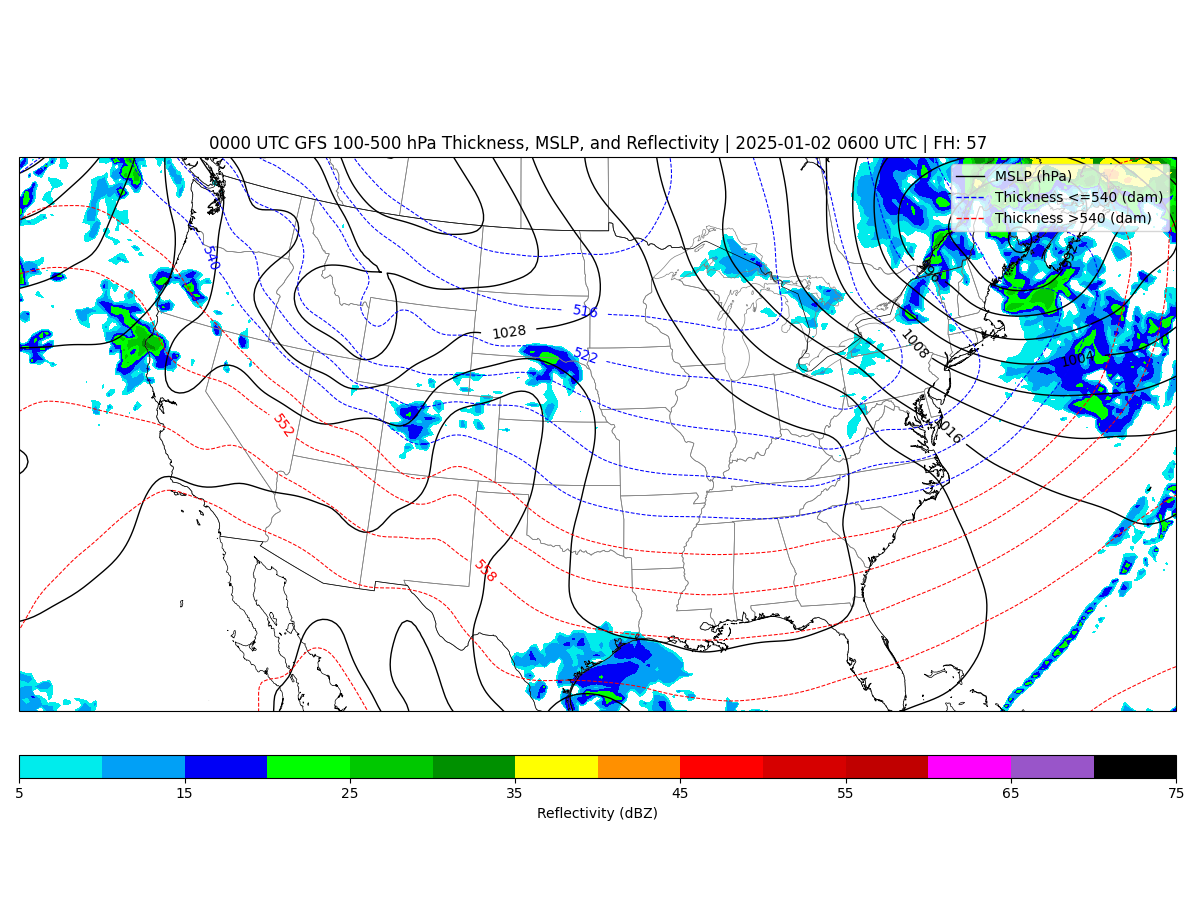 0000 UTC GFS 100-500 hPa Thickness, MSLP, and Reflectivity | 2025-01-02 0600 UTC | FH: 57
MSLP (hPa)
Thickness <=540 (dam)
Thickness >540 (dam)
540
992
516
1028
1008
522
1004
552
1016
558
5 15 25 35 45 55 65 75
Reflectivity (dBZ)